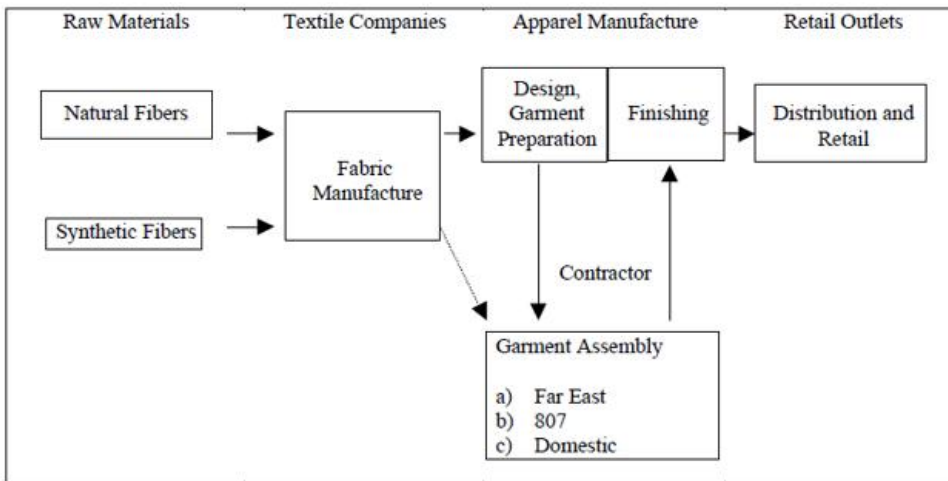 Raw Materials
Textile Companies
Apparel Manufacture
Retail Outlets
Natural Fibers
Synthetic Fibers
Fabric
Manufacture
Design,
Garment
Preparation
Finishing
Distribution and
Retail
Contractor
Garment Assembly
a) Far East
b) 807
c) Domestic